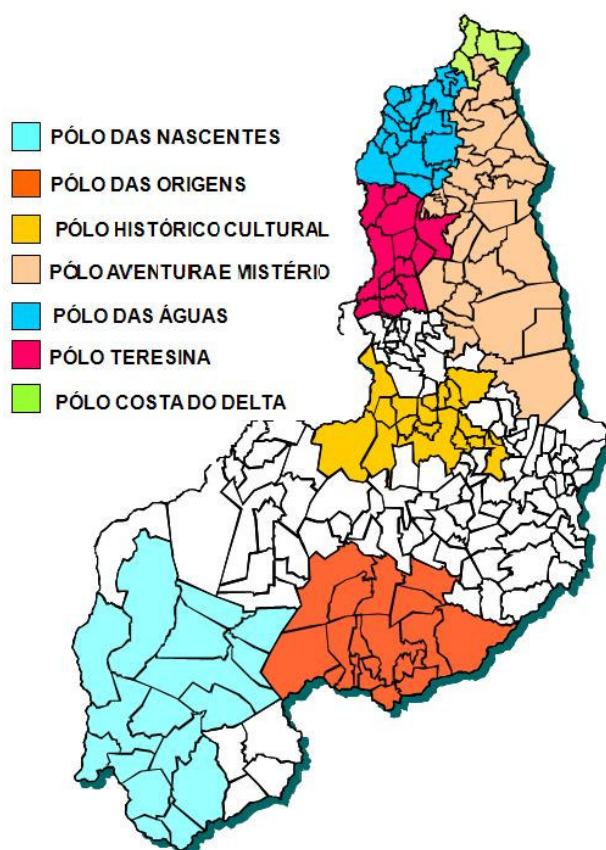 PÓLO DAS NASCENTES
PÓLO DAS ORIGENS
PÓLO HISTÓRICO CULTURAL
PÓLO AVENTURA E MISTÉRIO
PÓLO DAS ÁGUAS
PÓLO TERESINA
PÓLO COSTA DO DELTA